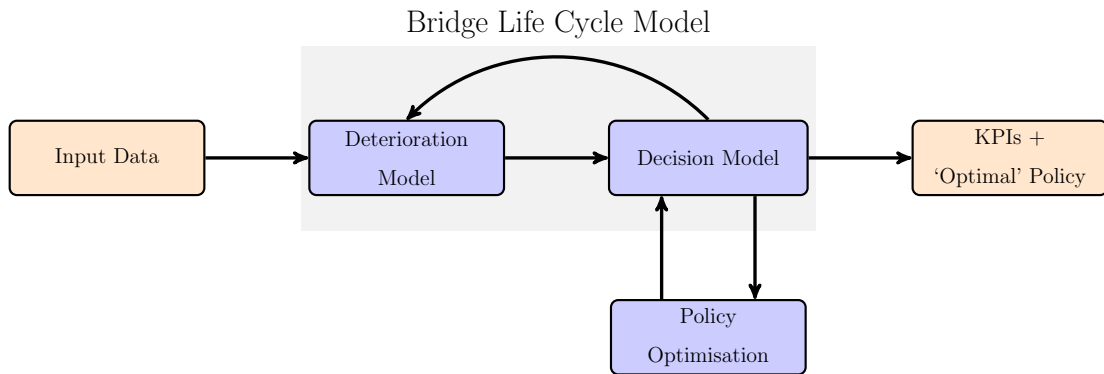 Bridge Life Cycle Model
Input Data
Deterioration
Model
Decision Model
KPIs +
‘Optimal’ Policy
Policy
Optimisation